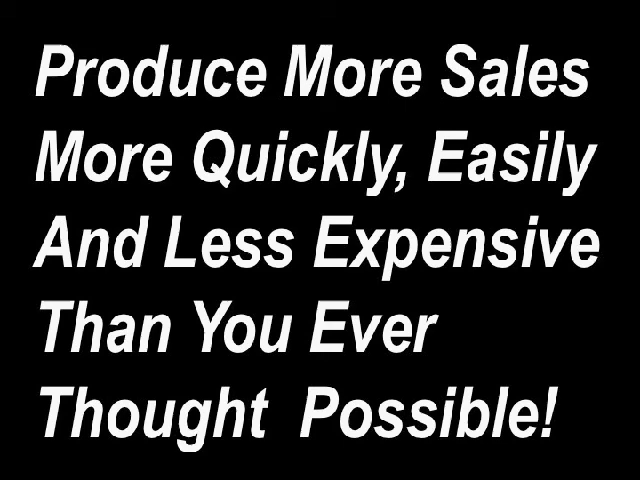 Produce More Sales
More Quickly, Easily
And Less Expensive
Than You Ever
Thought  Possible!